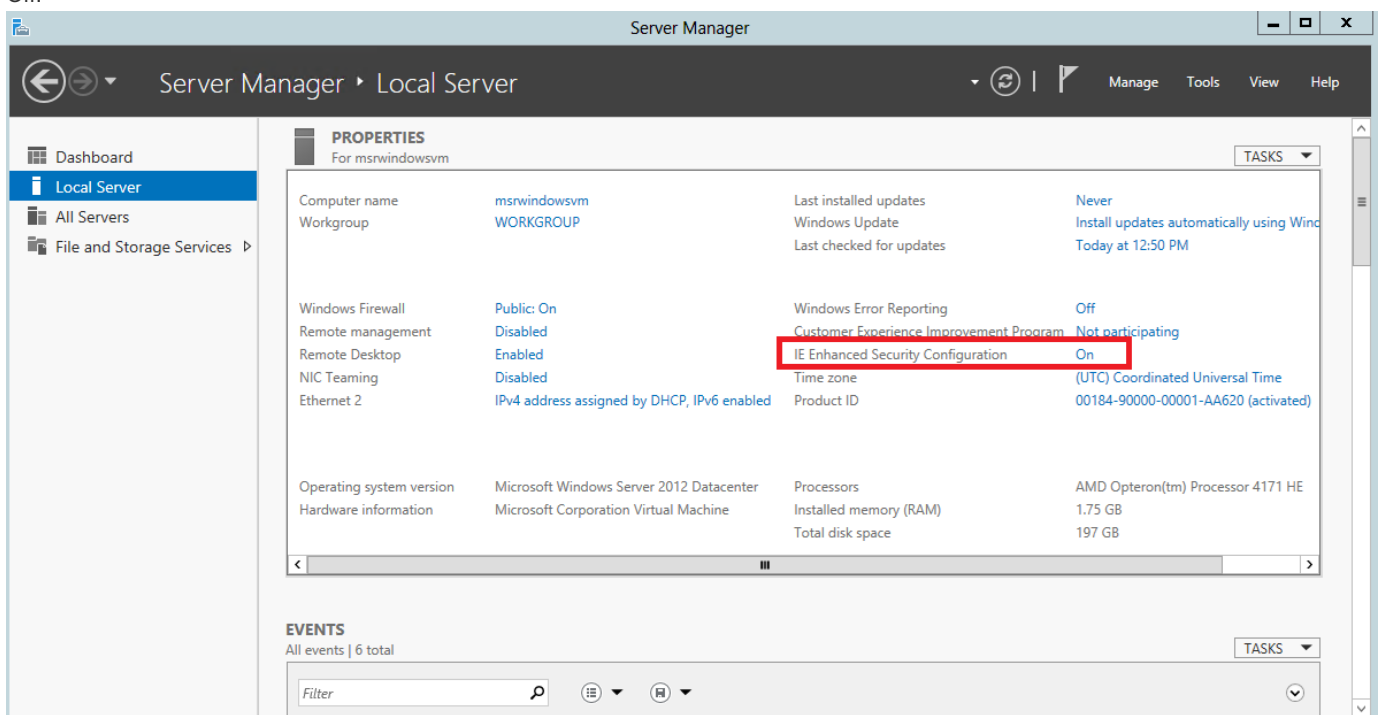 Server Manager
Server Manager ‣ Local Server
Manage Tools View Help
Dashboard
Local Server
All Servers
File and Storage Services
PROPERTIES
For msrwindowsvm
TASKS
Computer name msrwindowsvm Last installed updates Never
Workgroup WORKGROUP Windows Update Install updates automatically using Wind
Last checked for updates Today at 12:50 PM
Windows Firewall Public: On Windows Error Reporting Off
Remote management Disabled Customer Experience Improvement Program Not participating
Remote Desktop Enabled IE Enhanced Security Configuration On
NIC Teaming Disabled Time zone (UTC) Coordinated Universal Time
Ethernet 2 IPv4 address assigned by DHCP, IPv6 enabled Product ID 00184-90000-00001-AA620 (activated)
Operating system version Microsoft Windows Server 2012 Datacenter Processors AMD Opteron(tm) Processor 4171 HE
Hardware information Microsoft Corporation Virtual Machine Installed memory (RAM) 1.75 GB
Total disk space 197 GB
EVENTS
All events | 6 total
TASKS
Filter